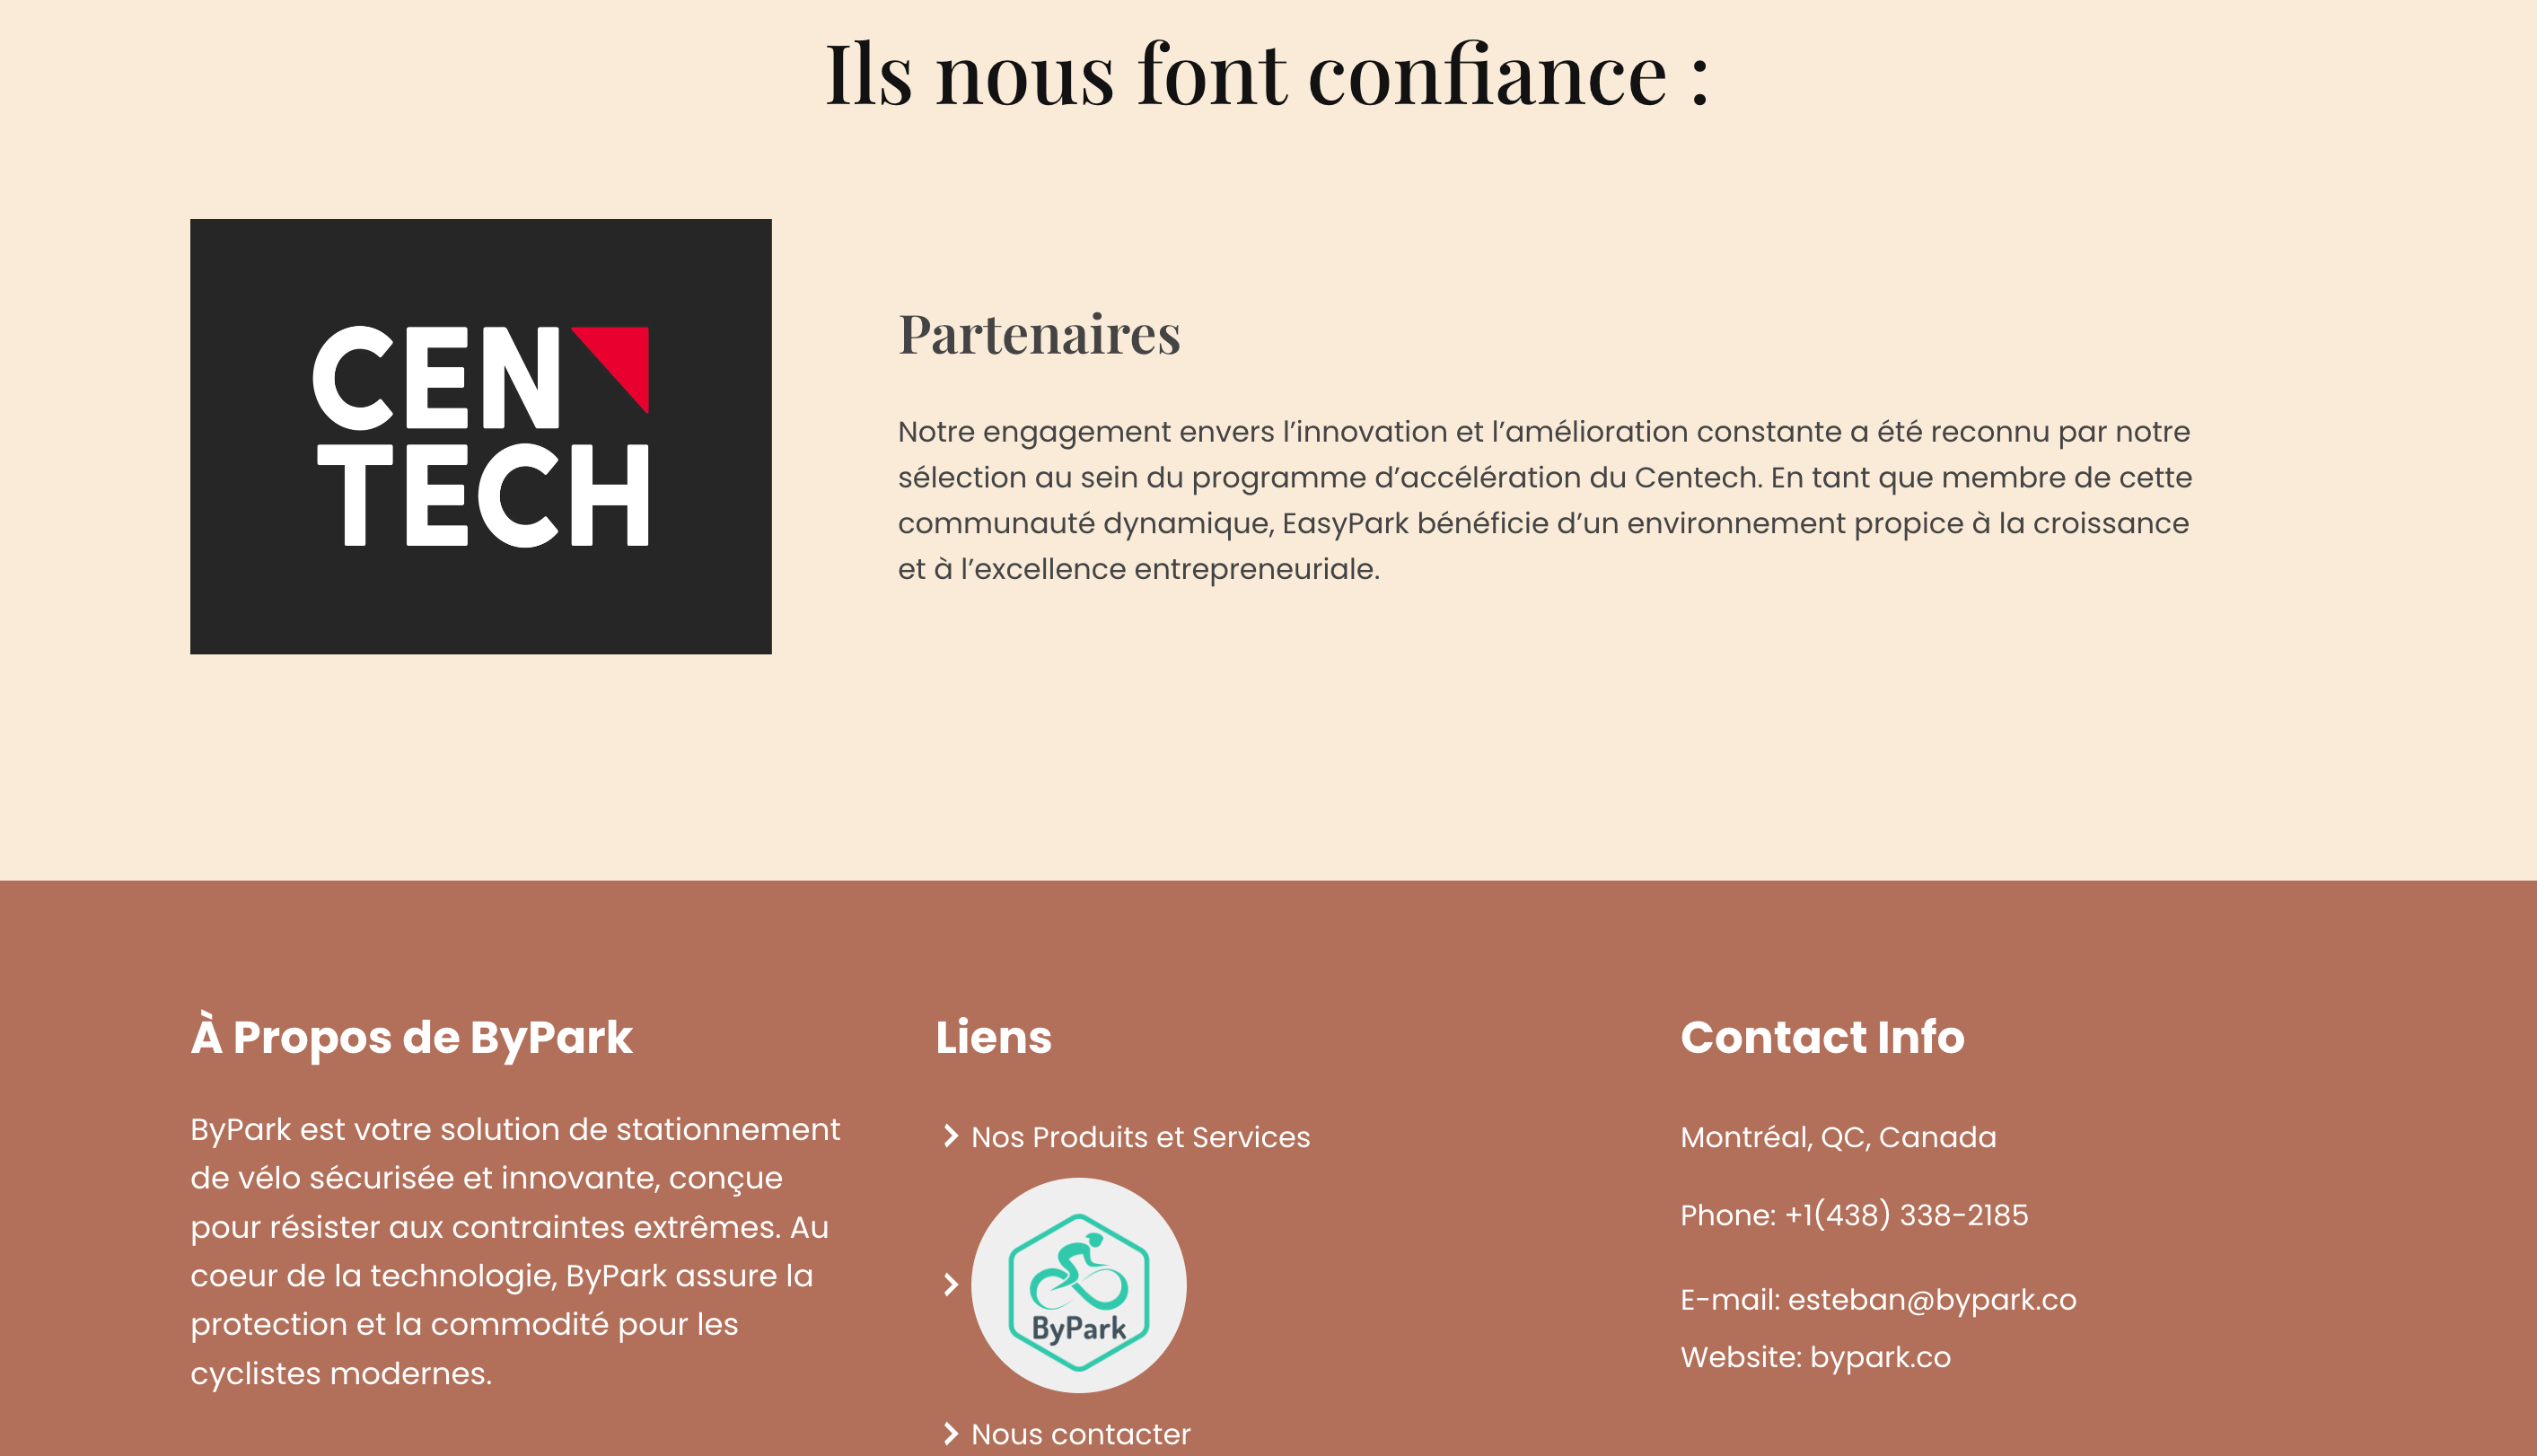 Ils nous font confiance :
CEN
TECH
Partenaires
Notre engagement envers l’innovation et l’amélioration constante a été reconnu par notre
sélection au sein du programme d’accélération du Centech. En tant que membre de cette
communauté dynamique, EasyPark bénéficie d’un environnement propice à la croissance
et à l’excellence entrepreneuriale.
À Propos de ByPark
ByPark est votre solution de stationnement
de vélo sécurisée et innovante, conçue
pour résister aux contraintes extrêmes. Au
coeur de la technologie, ByPark assure la
protection et la commodité pour les
cyclistes modernes.
Liens
Nos Produits et Services
ByPark
Nous contacter
Contact Info
Montréal, QC, Canada
Phone: +1(438) 338-2185
E-mail: esteban@bypark.co
Website: bypark.co